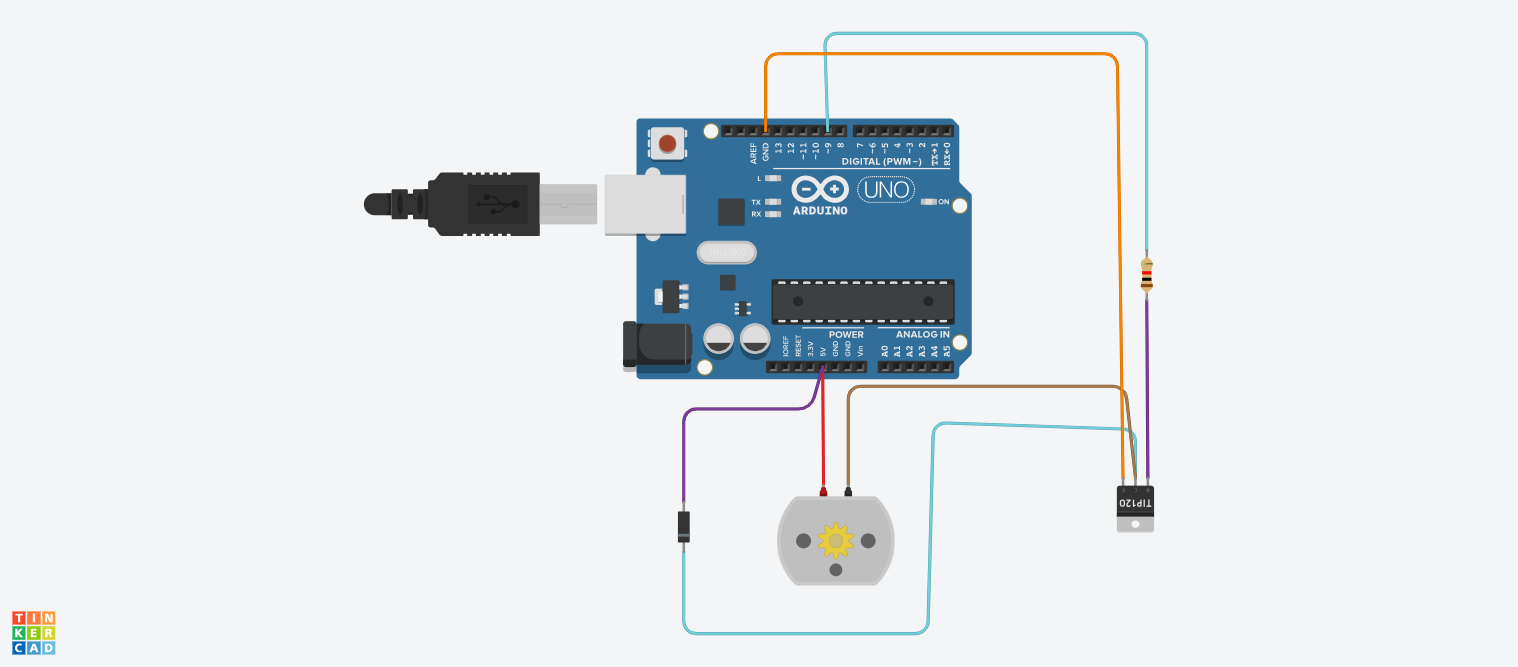 AREF
GND
13
12
~11
~10
~9
8
7
~6
~5
4
~3
2
TX→1
RX←0
DIGITAL (PWM~)
L
TX
RX
UNO
ARDUINO
ON
POWER
ANALOG IN
IOREF
RESET
3.3V
5V
GND
GND
Vin
A0
A1
A2
A3
A4
A5
TIP120
TIN
KER
CAD